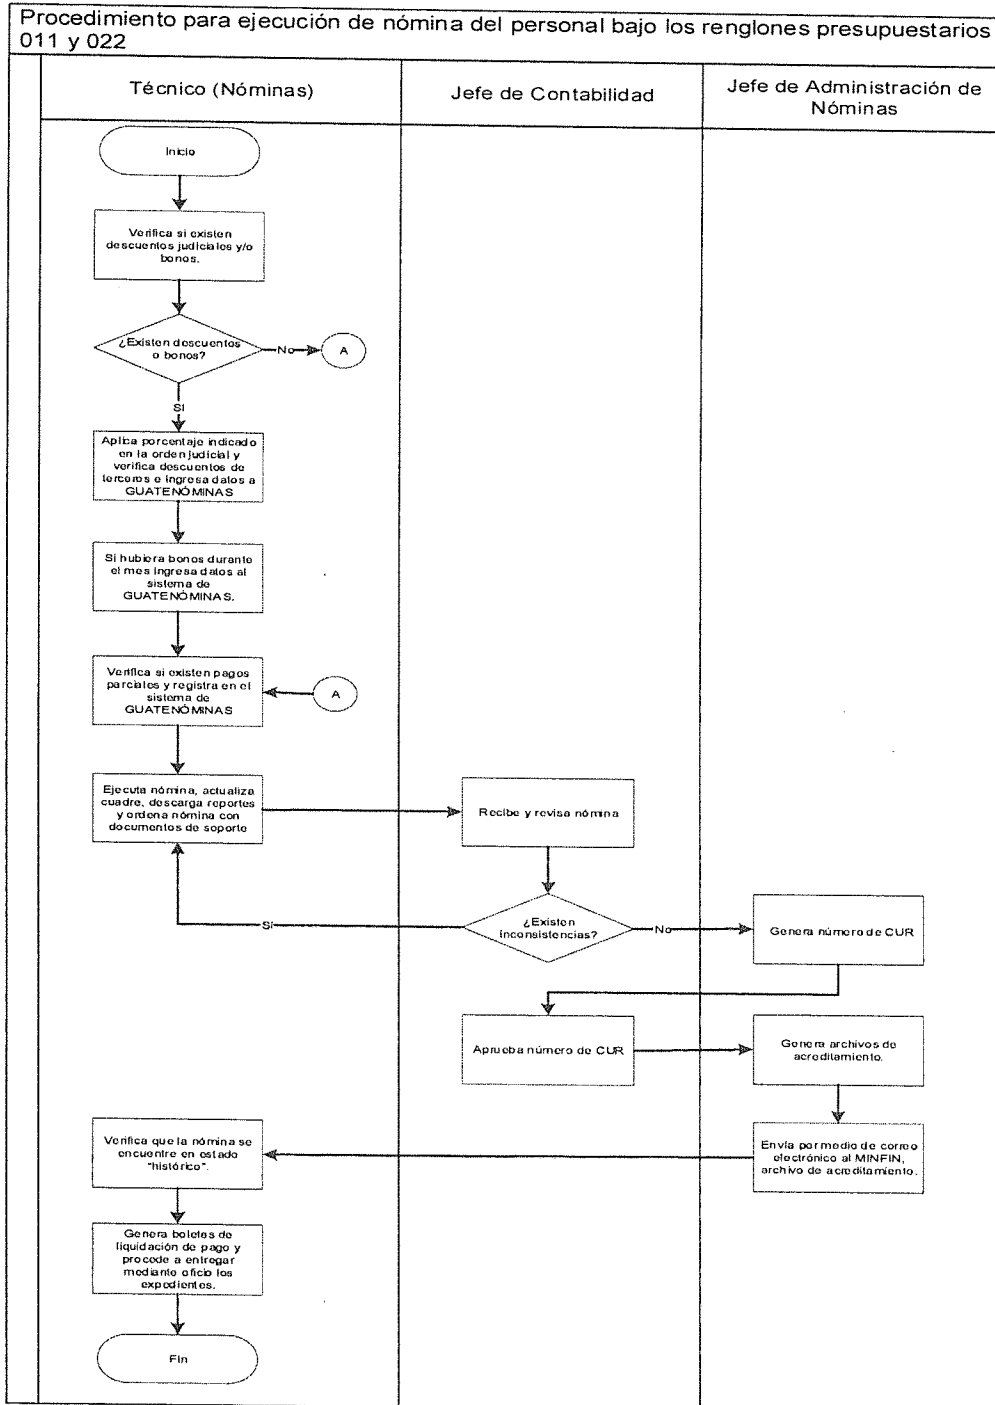 Procedimiento para ejecución de nómina del personal bajo los renglones presupuestarios
011 y 022
Técnico (Nóminas)
Jefe de Contabilidad
Jefe de Administración de
Nóminas
Inicio
Verifica si existen
descuentos judiciales y/o
bonos.
¿Existen descuentos
o bonos?
No
A
Sí
Aplica porcentaje indicado
en la orden judicial y
verifica descuentos de
terceros e ingresa datos a
GUATENÓMINAS
Si hubiera bonos durante
el mes ingresa datos al
sistema de
GUATENÓMINAS.
Verifica si existen pagos
parciales y registra en el
sistema de
GUATENÓMINAS
A
Ejecuta nómina, actualiza
cuadre, descarga reportes
y ordena nómina con
documentos de soporte
Recibe y revisa nómina
¿Existen
inconsistencias?
Sí
No
Genera número de CUR
Aprueba número de CUR
Genera archivos de
acreditamiento.
Envía por medio de correo
electrónico al MINFIN,
archivo de acreditamiento.
Verifica que la nómina se
encuentre en estado
"histórico".
Genera boletas de
liquidación de pago y
procede a entregar
mediante oficio los
expedientes.
Fin